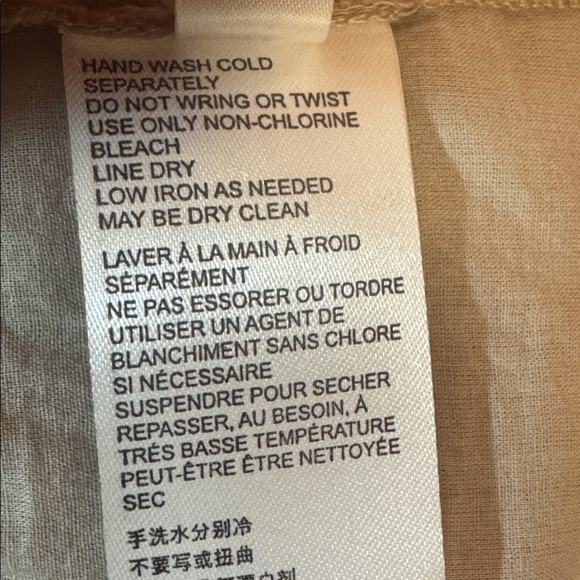 HAND WASH COLD
SEPARATELY
DO NOT WRING OR TWIST
USE ONLY NON-CHLORINE
BLEACH
LINE DRY
LOW IRON AS NEEDED
MAY BE DRY CLEAN
LAVER À LA MAIN À FROID
SÉPARÉMENT
NE PAS ESSORER OU TORDRE
UTILISER UN AGENT DE
BLANCHIMENT SANS CHLORE
SI NÉCESSAIRE
SUSPENDRE POUR SECHER
REPASSER, AU BESOIN, À
TRÉS BASSE TEMPÉRATURE
PEUT-ÊTRE ÊTRE NETTOYÉE
SEC
手洗水分别冷
不要写或扭曲